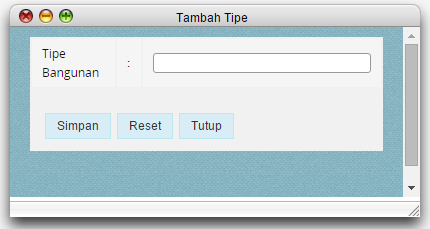 Tambah Tipe
Tipe
Bangunan :
Simpan Reset Tutup